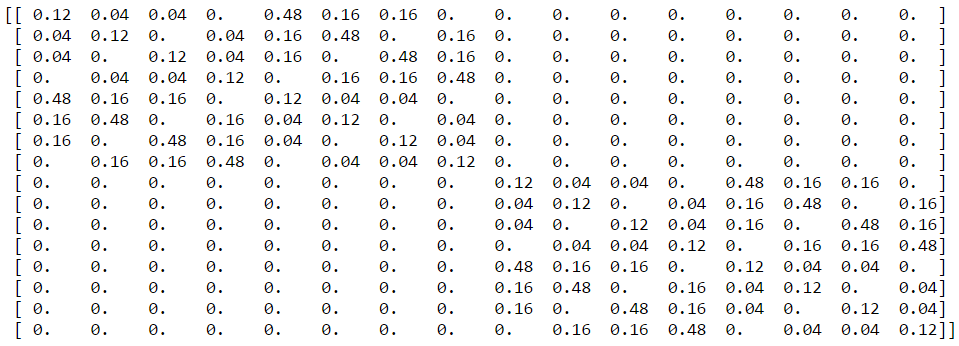 [[ 0.12 0.04 0.04 0. 0.48 0.16 0.16 0. 0. 0. 0. 0. 0. 0. 0. 0. ]
[ 0.04 0.12 0. 0.04 0.16 0.48 0. 0.16 0. 0. 0. 0. 0. 0. 0. 0. ]
[ 0.04 0. 0.12 0.04 0.16 0. 0.48 0.16 0. 0. 0. 0. 0. 0. 0. 0. ]
[ 0. 0.04 0.04 0.12 0. 0.16 0.16 0.48 0. 0. 0. 0. 0. 0. 0. 0. ]
[ 0.48 0.16 0.16 0. 0.12 0.04 0.04 0. 0. 0. 0. 0. 0. 0. 0. 0. ]
[ 0.16 0.48 0. 0.16 0.04 0.12 0. 0.04 0. 0. 0. 0. 0. 0. 0. 0. ]
[ 0.16 0. 0.48 0.16 0.04 0. 0.12 0.04 0. 0. 0. 0. 0. 0. 0. 0. ]
[ 0. 0.16 0.16 0.48 0. 0.04 0.04 0.12 0. 0. 0. 0. 0. 0. 0. 0. ]
[ 0. 0. 0. 0. 0. 0. 0. 0. 0.12 0.04 0.04 0. 0.48 0.16 0.16 0. ]
[ 0. 0. 0. 0. 0. 0. 0. 0. 0.04 0.12 0. 0.04 0.16 0.48 0. 0.16]
[ 0. 0. 0. 0. 0. 0. 0. 0. 0.04 0. 0.12 0.04 0.16 0. 0.48 0.16]
[ 0. 0. 0. 0. 0. 0. 0. 0. 0. 0.04 0.04 0.12 0. 0.16 0.16 0.48]
[ 0. 0. 0. 0. 0. 0. 0. 0. 0.48 0.16 0.16 0. 0.12 0.04 0.04 0. ]
[ 0. 0. 0. 0. 0. 0. 0. 0. 0.16 0.48 0. 0.16 0.04 0.12 0. 0.04]
[ 0. 0. 0. 0. 0. 0. 0. 0. 0.16 0. 0.48 0.16 0.04 0. 0.12 0.04]
[ 0. 0. 0. 0. 0. 0. 0. 0. 0. 0.16 0.16 0.48 0. 0.04 0.04 0.12]]